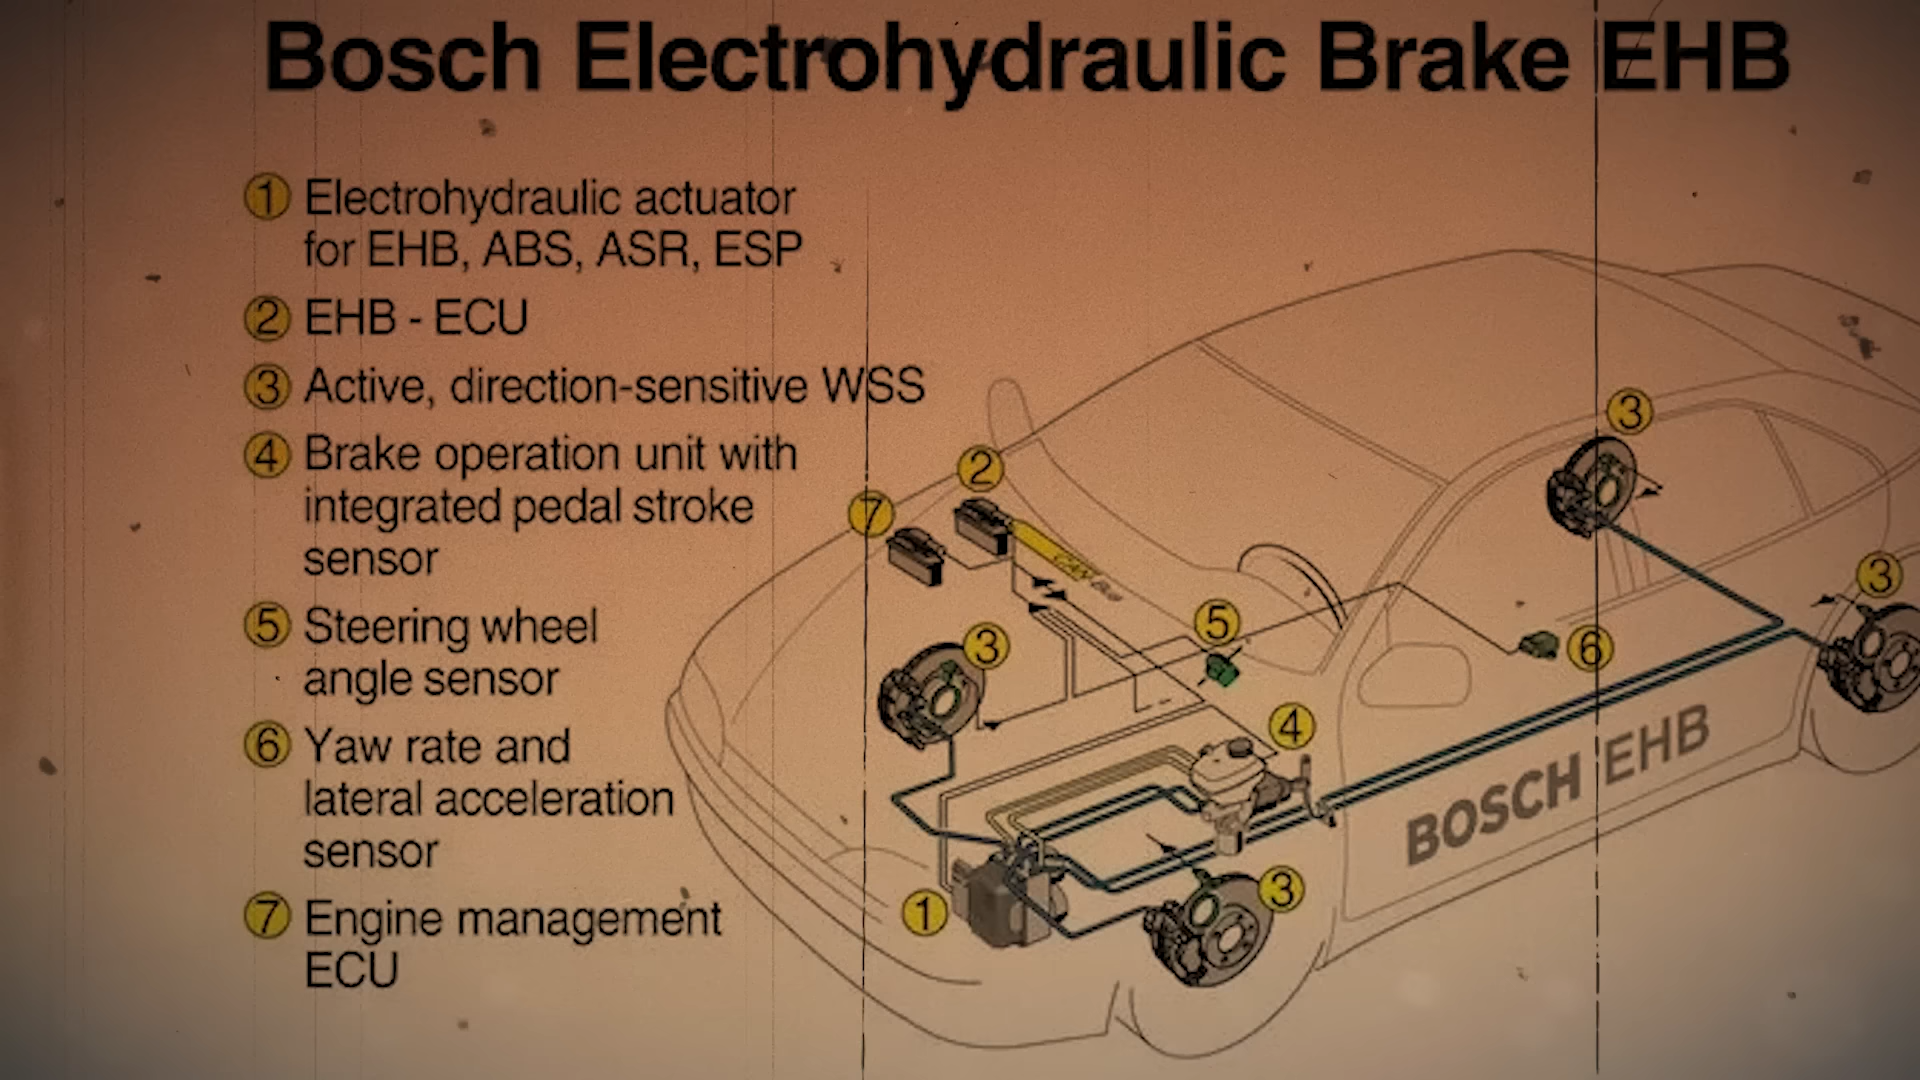 Bosch Electrohydraulic Brake EHB
1 Electrohydraulic actuator
for EHB, ABS, ASR, ESP
2 EHB - ECU
3 Active, direction-sensitive WSS
4 Brake operation unit with
integrated pedal stroke
sensor
5 Steering wheel
angle sensor
6 Yaw rate and
lateral acceleration
sensor
7 Engine management
ECU
3
2
7
CAN-Bus
3
5
3
6
4
1
3
BOSCH EHB